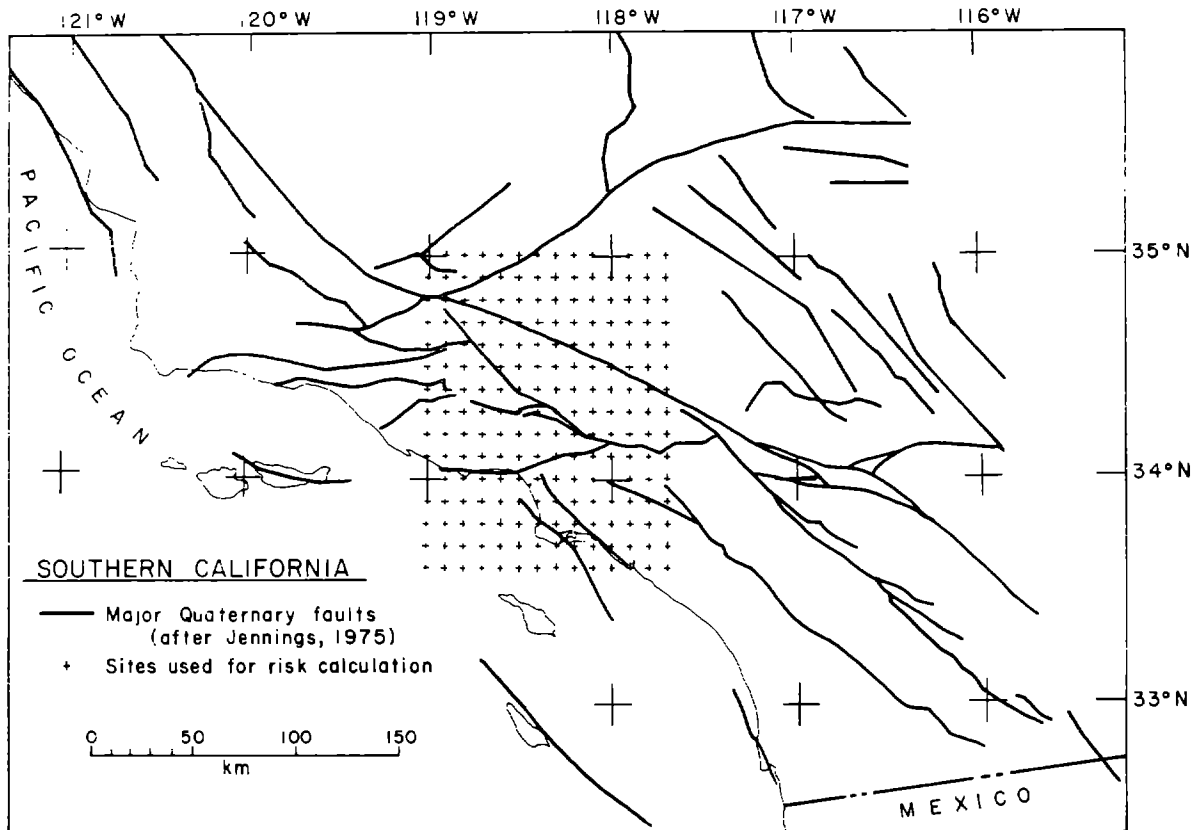 121° W 120° W 119° W 118° W 117° W 116° W
35° N
PACIFIC OCEAN
34° N
SOUTHERN CALIFORNIA
Major Quaternary faults
(after Jennings, 1975)
+ Sites used for risk calculation
33° N
0 50 100 150
km
MEXICO